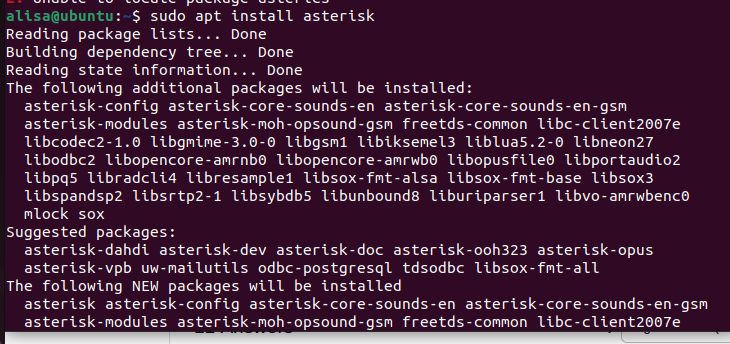 alisa@ubuntu:~$ sudo apt install asterisk
Reading package lists... Done
Building dependency tree... Done
Reading state information... Done
The following additional packages will be installed:
  asterisk-config asterisk-core-sounds-en asterisk-core-sounds-en-gsm
  asterisk-modules asterisk-moh-opsound-gsm freetds-common libc-client2007e
  libcodec2-1.0 libgmime-3.0-0 libgsm1 libiksemel3 liblua5.2-0 libneon27
  libodbc2 libopencore-amrnb0 libopencore-amrwb0 libopusfile0 libportaudio2
  libpq5 libradcli4 libresample1 libsox-fmt-alsa libsox-fmt-base libsox3
  libspandsp2 libsrtp2-1 libsybdb5 libunbound8 liburiparser1 libvo-amrwbenc0
  mlock sox
Suggested packages:
  asterisk-dahdi asterisk-dev asterisk-doc asterisk-ooh323 asterisk-opus
  asterisk-vpb uw-mailutils odbc-postgresql tdsodbc libsox-fmt-all
The following NEW packages will be installed
  asterisk asterisk-config asterisk-core-sounds-en asterisk-core-sounds-en-gsm
  asterisk-modules asterisk-moh-opsound-gsm freetds-common libc-client2007e